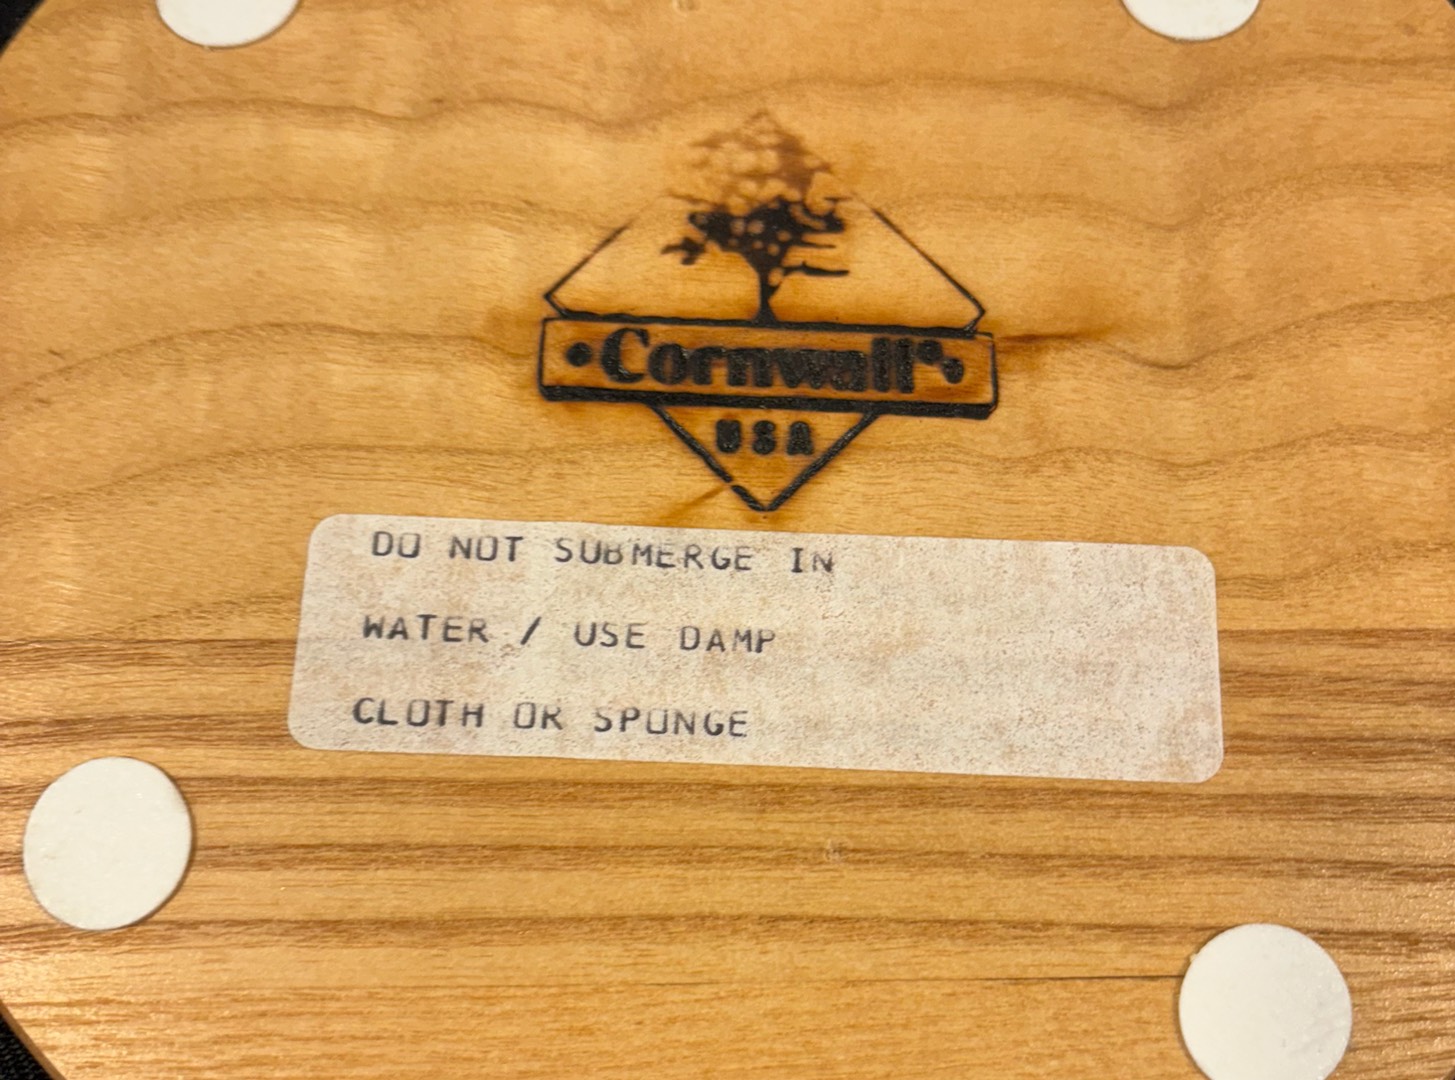 Cornwall
USA
DO NOT SUBMERGE IN
WATER / USE DAMP
CLOTH OR SPONGE